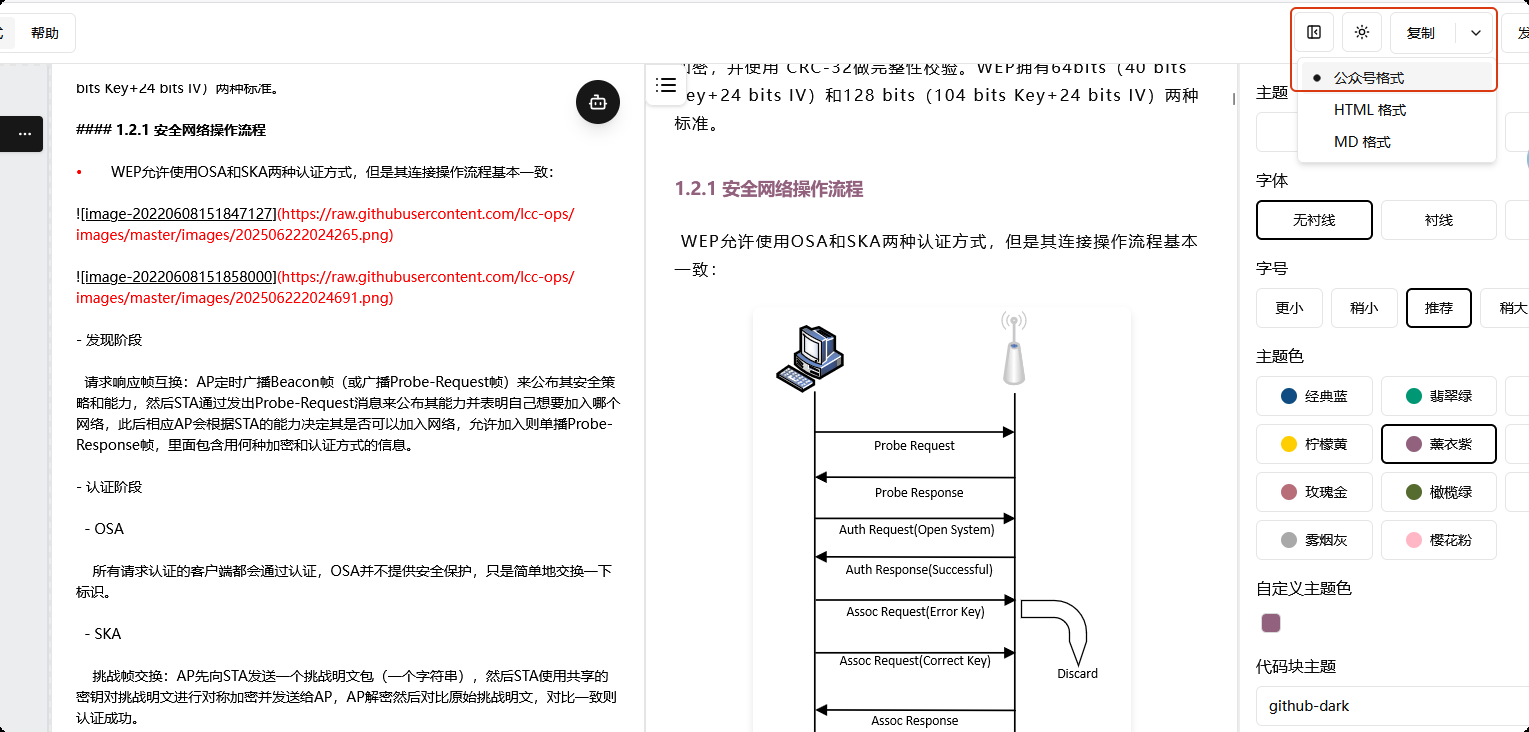 帮助
复制
发
公众号格式
HTML 格式
MD 格式
bits Key+24 bits IV）两种标准。
#### 1.2.1 安全网络操作流程
• WEP允许使用OSA和SKA两种认证方式，但是其连接操作流程基本一致：
![image-20220608151847127](https://raw.githubusercontent.com/lcc-ops/
images/master/images/202506222024265.png)
![image-20220608151858000](https://raw.githubusercontent.com/lcc-ops/
images/master/images/202506222024691.png)
- 发现阶段
请求响应帧互换：AP定时广播Beacon帧（或广播Probe-Request帧）来公布其安全策
略和能力，然后STA通过发出Probe-Request消息来公布其能力并表明自己想要加入哪个
网络，此后相应AP会根据STA的能力决定其是否可以加入网络，允许加入则单播Probe-
Response帧，里面包含用何种加密和认证方式的信息。
- 认证阶段
- OSA
所有请求认证的客户端都会通过认证，OSA并不提供安全保护，只是简单地交换一下
标识。
- SKA
挑战帧交换：AP先向STA发送一个挑战明文包（一个字符串），然后STA使用共享的
密钥对挑战明文进行对称加密并发送给AP，AP解密然后对比原始挑战明文，对比一致则
认证成功。
密，并使用 CRC-32做完整性校验。WEP拥有64bits（40 bits
ey+24 bits IV）和128 bits（104 bits Key+24 bits IV）两种
标准。
1.2.1 安全网络操作流程
WEP允许使用OSA和SKA两种认证方式，但是其连接操作流程基本
一致：
Probe Request
Probe Response
Auth Request(Open System)
Auth Response(Successful)
Assoc Request(Error Key)
Assoc Request(Correct Key)
Discard
Assoc Response
主题
字体
无衬线
衬线
字号
更小
稍小
推荐
稍大
主题色
经典蓝
翡翠绿
柠檬黄
薰衣紫
玫瑰金
橄榄绿
雾烟灰
樱花粉
自定义主题色
代码块主题
github-dark